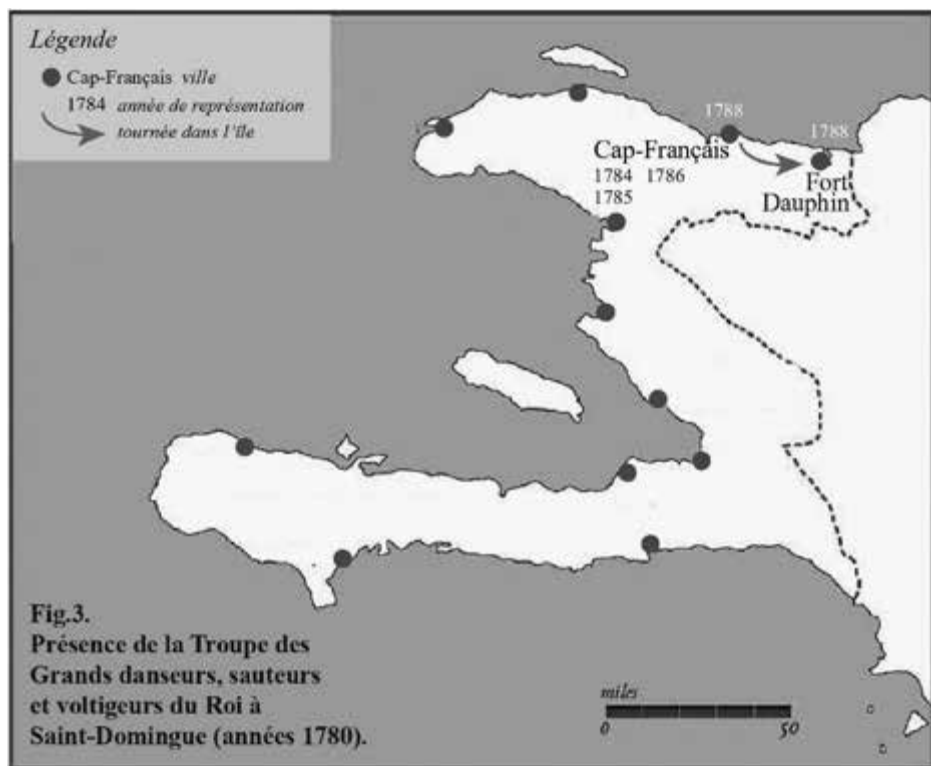 Légende
Cap-Français ville
1784 année de représentation
tournée dans l'île
1788
1788
Cap-Français
1784 1786
1785
Fort
Dauphin
Fig.3.
Présence de la Troupe des
Grands danseurs, sauteurs
et voltigeurs du Roi à
Saint-Domingue (années 1780).
miles
0 50